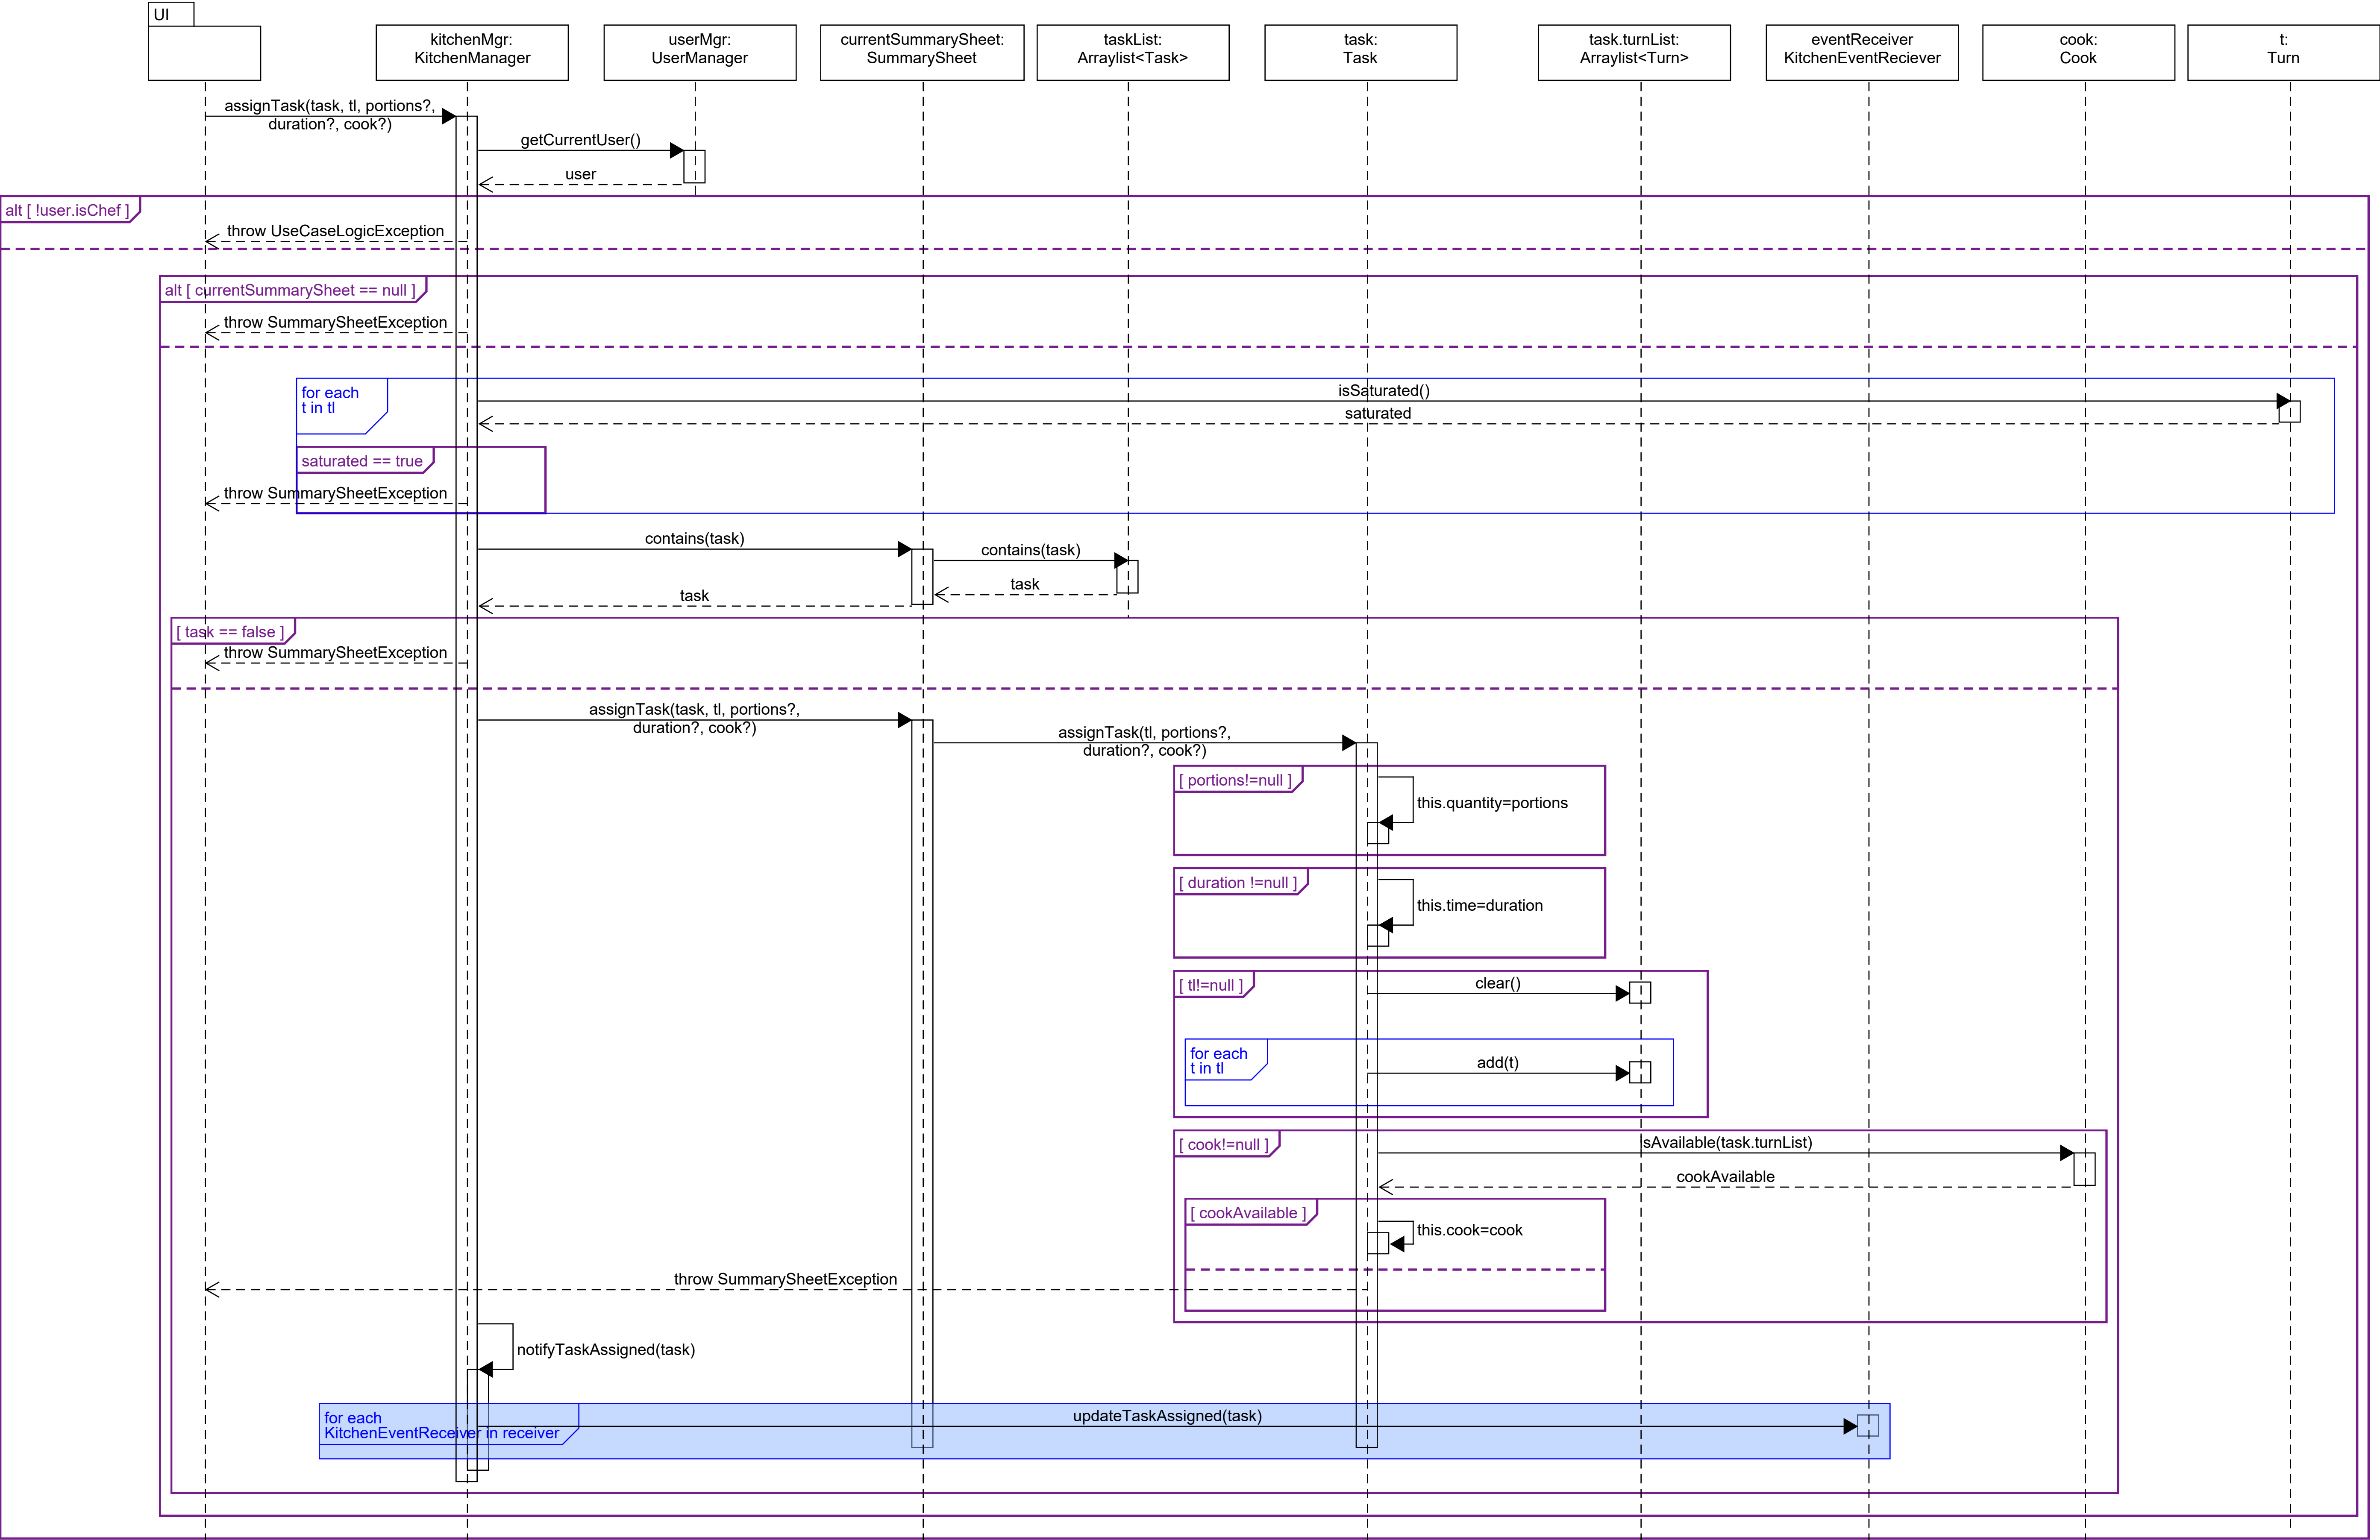 UI
kitchenMgr:
KitchenManager
userMgr:
UserManager
currentSummarySheet:
SummarySheet
taskList:
Arraylist<Task>
task:
Task
task.turnList:
Arraylist<Turn>
eventReceiver
KitchenEventReciever
cook:
Cook
t:
Turn
assignTask(task, tl, portions?,
duration?, cook?)
getCurrentUser()
user
alt [ !user.isChef ]
throw UseCaseLogicException
alt [ currentSummarySheet == null ]
throw SummarySheetException
for each
t in tl
isSaturated()
saturated
saturated == true
throw SummarySheetException
contains(task)
contains(task)
task
task
[ task == false ]
throw SummarySheetException
assignTask(task, tl, portions?,
duration?, cook?)
assignTask(tl, portions?,
duration?, cook?)
[ portions!=null ]
this.quantity=portions
[ duration !=null ]
this.time=duration
[ tl!=null ]
clear()
for each
t in tl
add(t)
[ cook!=null ]
isAvailable(task.turnList)
cookAvailable
[ cookAvailable ]
this.cook=cook
throw SummarySheetException
notifyTaskAssigned(task)
for each
KitchenEventReceiver in receiver
updateTaskAssigned(task)